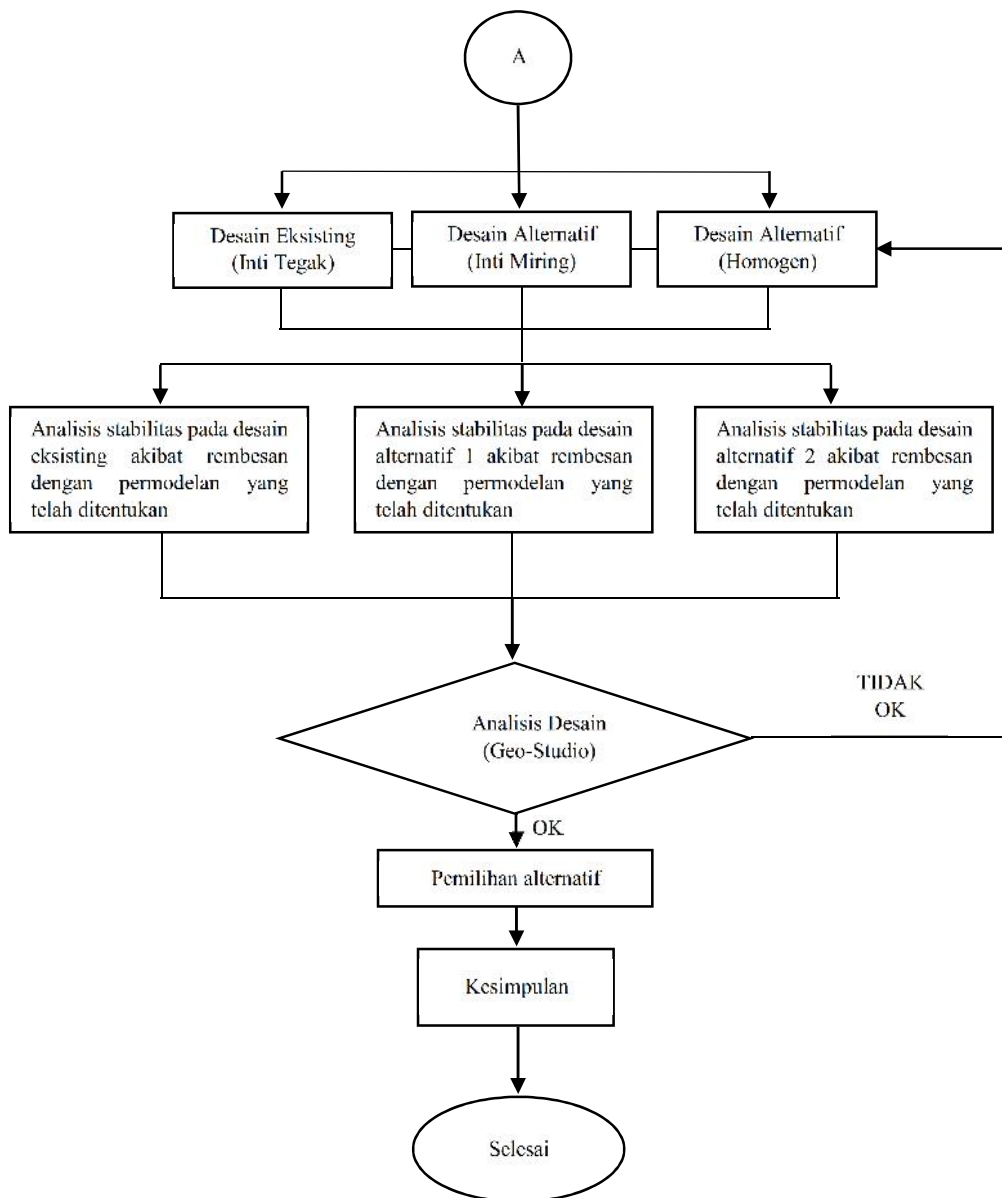 A
Desain Eksisting
(Inti Tegak)
Desain Alternatif
(Inti Miring)
Desain Alternatif
(Homogen)
Analisis stabilitas pada desain
eksisting akibat rembesan
dengan permodelan yang
telah ditentukan
Analisis stabilitas pada desain
alternatif 1 akibat rembesan
dengan permodelan yang
telah ditentukan
Analisis stabilitas pada desain
alternatif 2 akibat rembesan
dengan permodelan yang
telah ditentukan
Analisis Desain
(Geo-Studio)
TIDAK
OK
OK
Pemilihan alternatif
Kesimpulan
Selesai